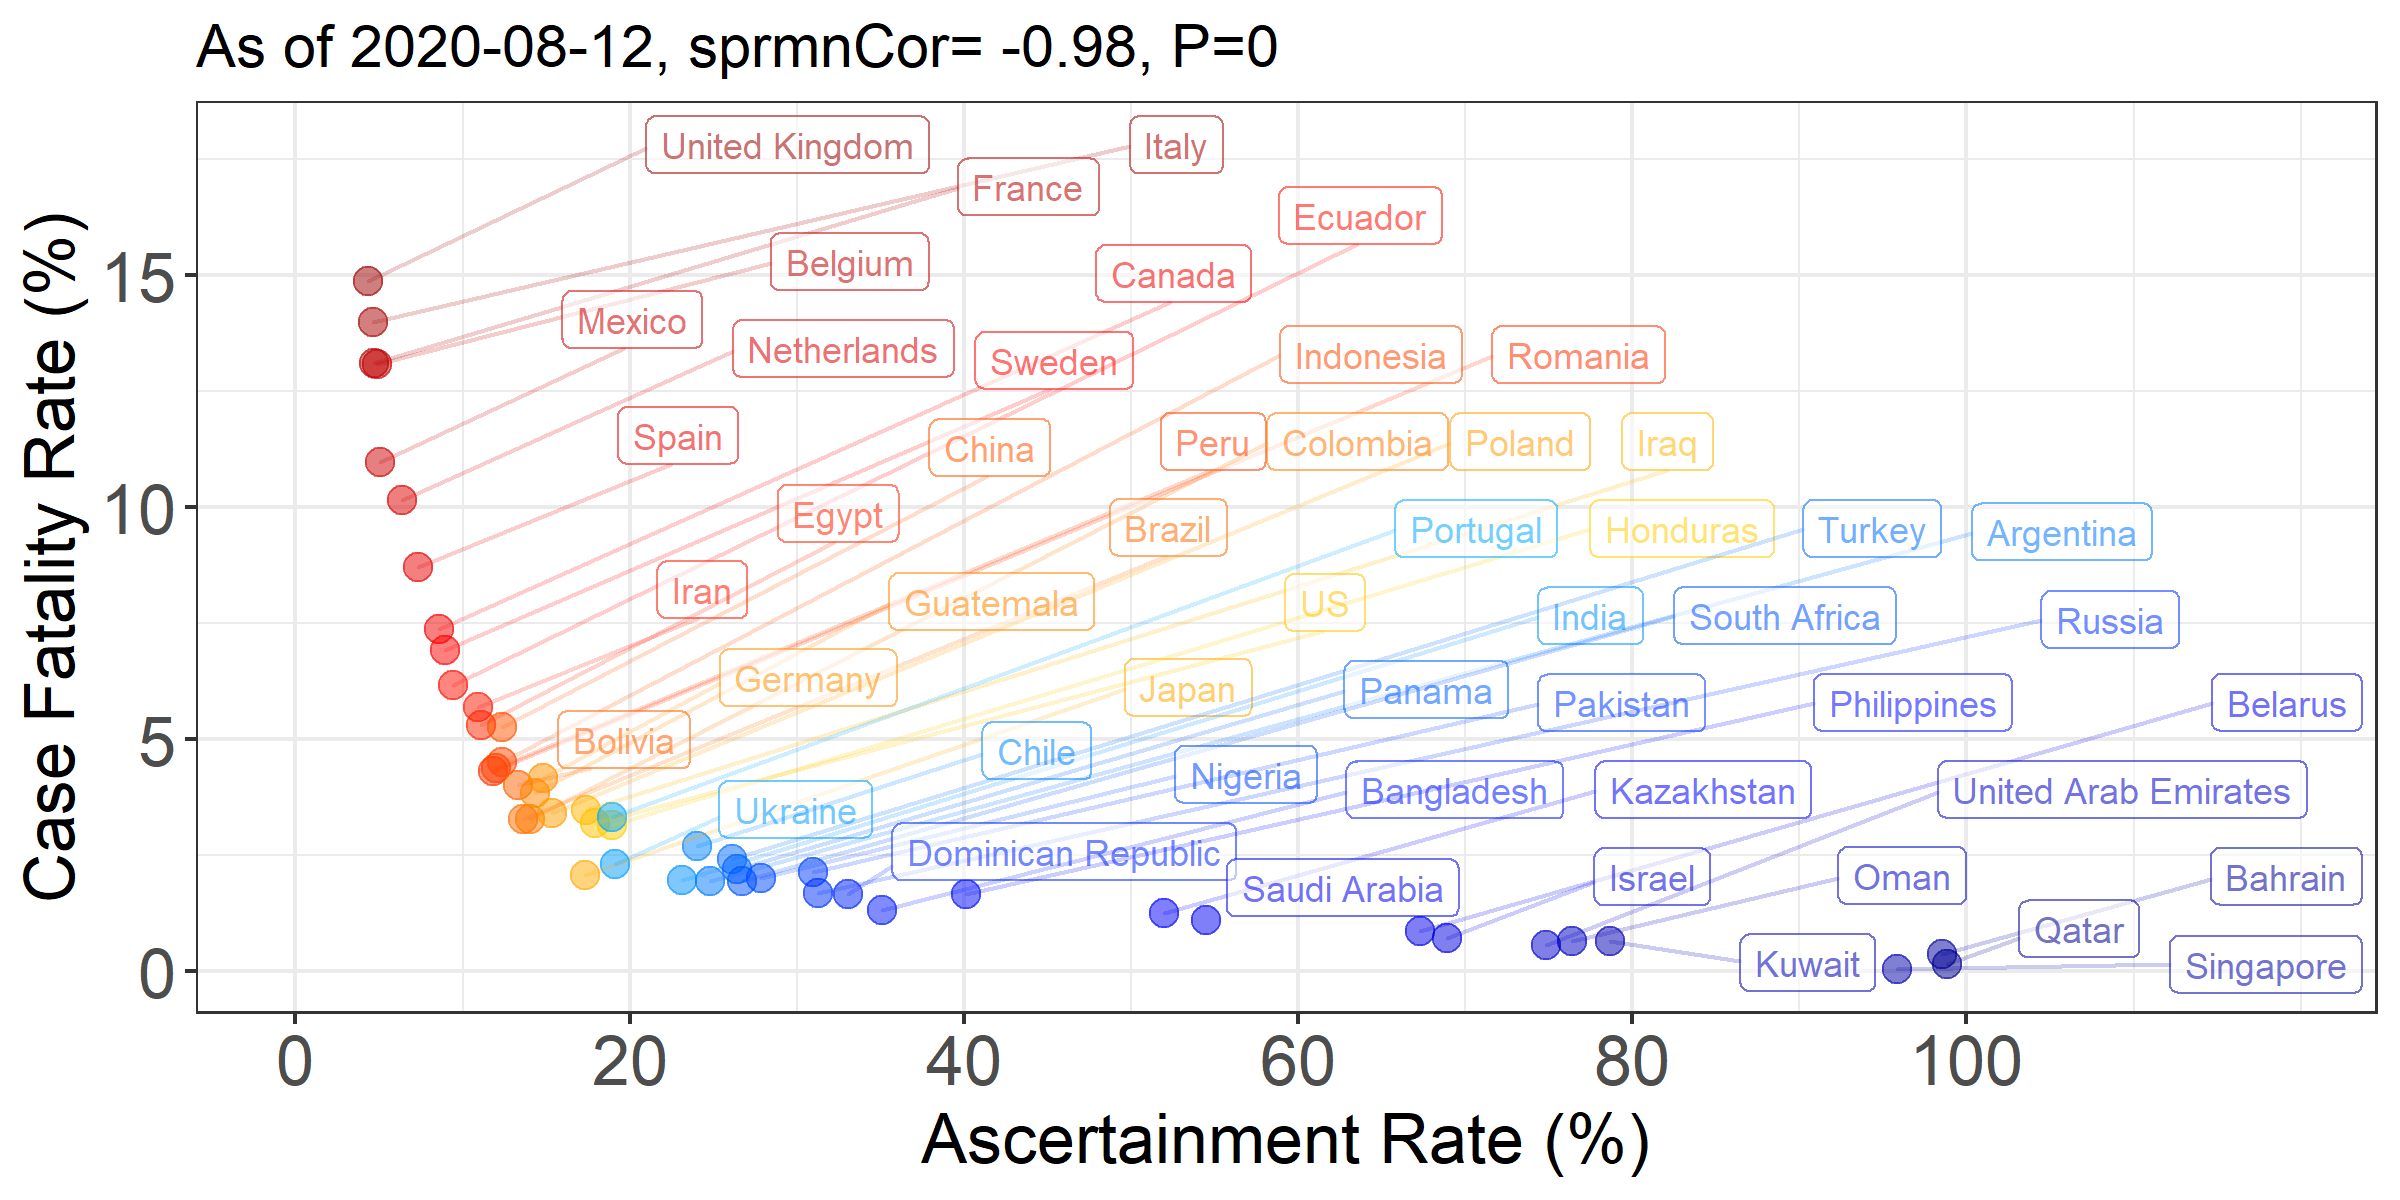 As of 2020-08-12, sprmnCor= -0.98, P=0
Case Fatality Rate (%)
15
10
5
0
United Kingdom
Italy
France
Ecuador
Belgium
Canada
Mexico
Netherlands
Sweden
Indonesia
Romania
Spain
China
Peru
Colombia
Poland
Iraq
Egypt
Brazil
Portugal
Honduras
Turkey
Argentina
Iran
Guatemala
US
India
South Africa
Russia
Germany
Japan
Panama
Pakistan
Philippines
Belarus
Bolivia
Chile
Nigeria
Bangladesh
Kazakhstan
United Arab Emirates
Ukraine
Dominican Republic
Saudi Arabia
Israel
Oman
Bahrain
Qatar
Kuwait
Singapore
0 20 40 60 80 100
Ascertainment Rate (%)